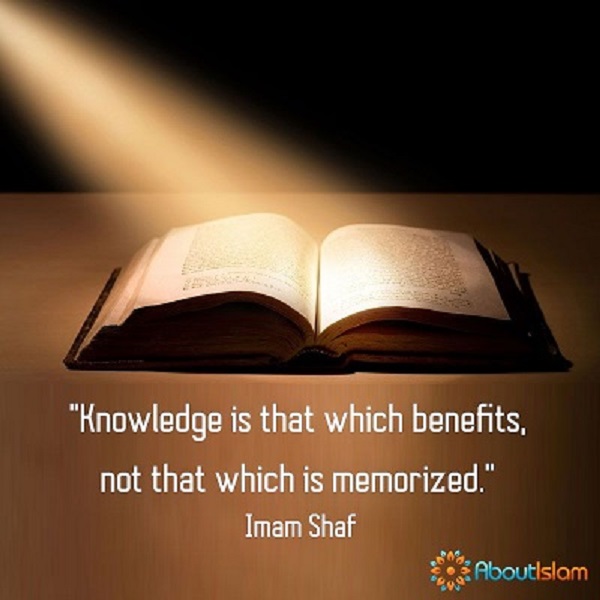 "Knowledge is that which benefits,
not that which is memorized."
Imam Shaf
AboutIslam